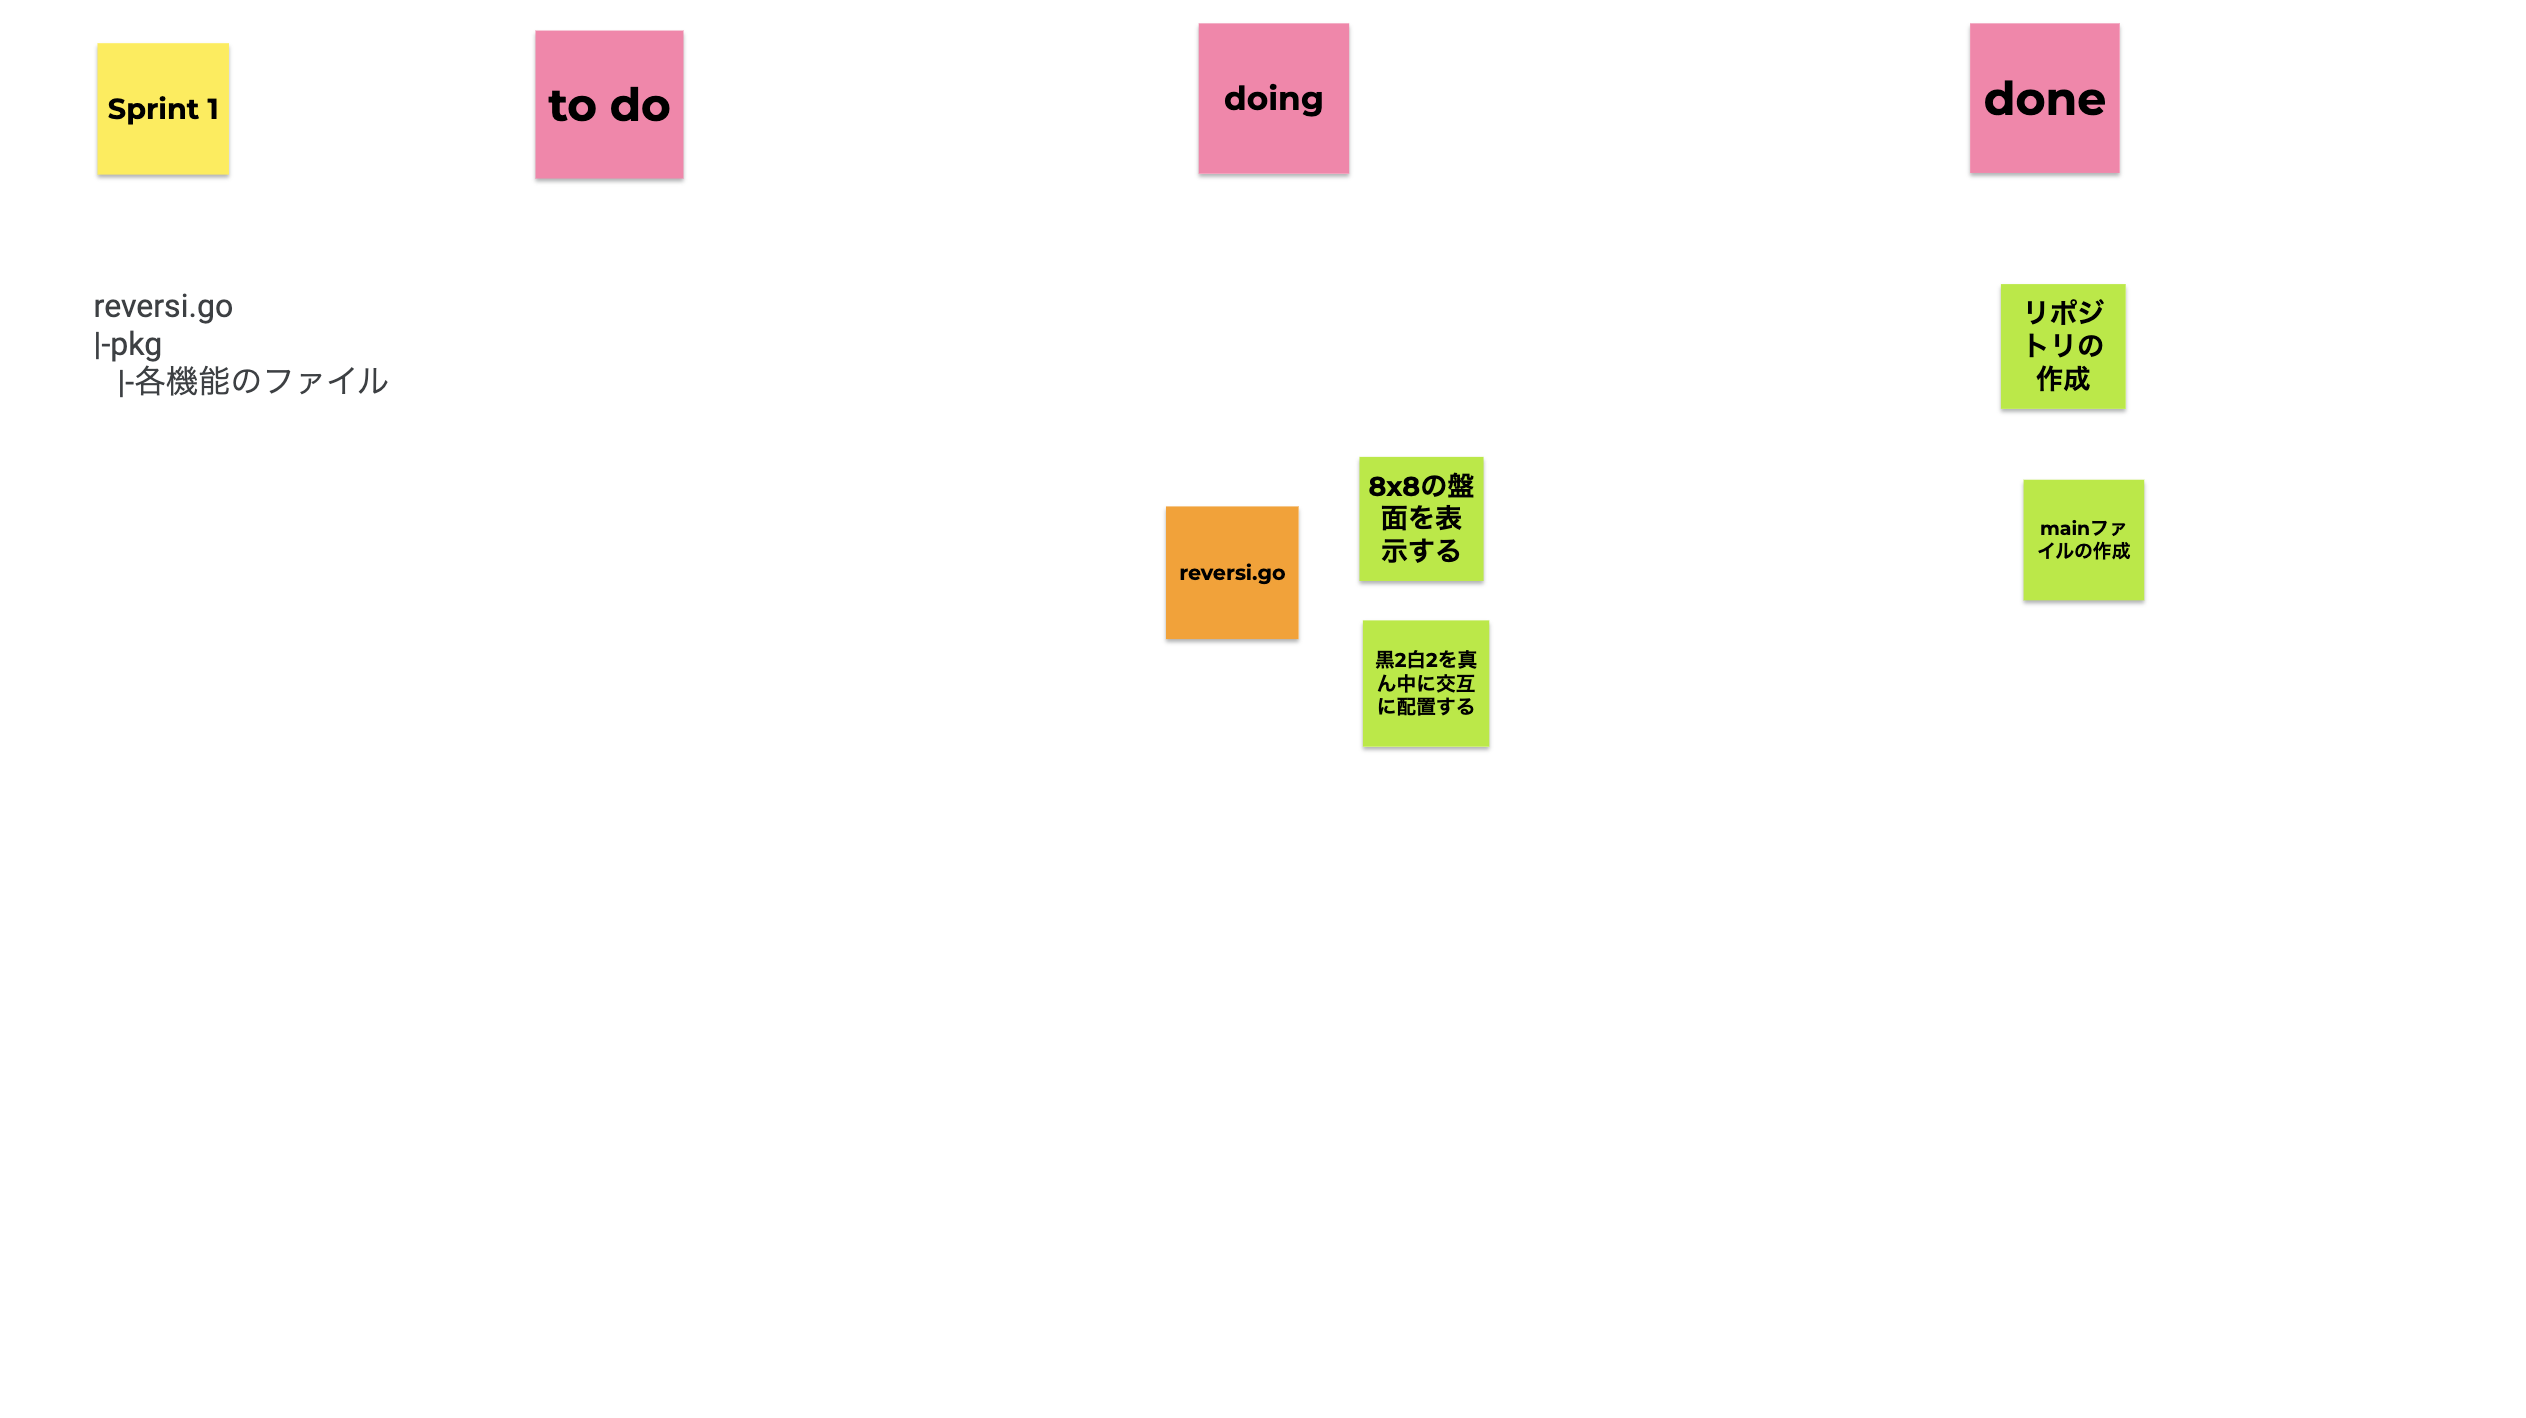 Sprint 1
to do
doing
done
reversi.go
|-pkg
|-各機能のファイル
リポジ
トリの
作成
8x8の盤
面を表
示する
reversi.go
mainファ
イルの作成
黒2白2を真
ん中に交互
に配置する